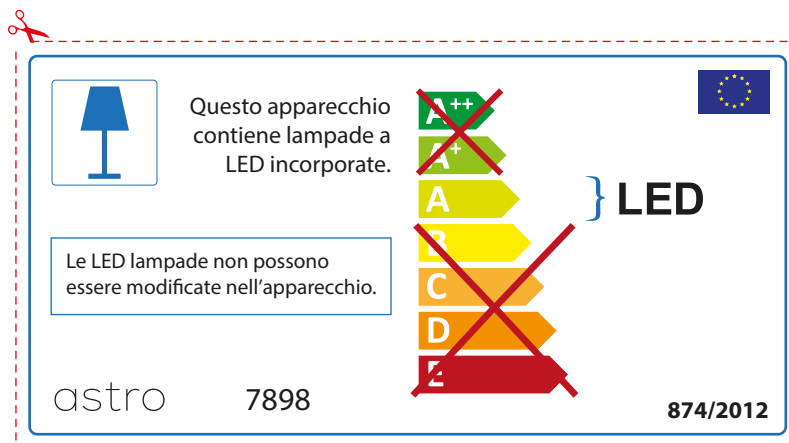 Questo apparecchio
contiene lampade a
LED incorporate.
A++
A+
A
B
C
D
E
LED
Le LED lampade non possono
essere modificate nell'apparecchio.
astro
7898
874/2012